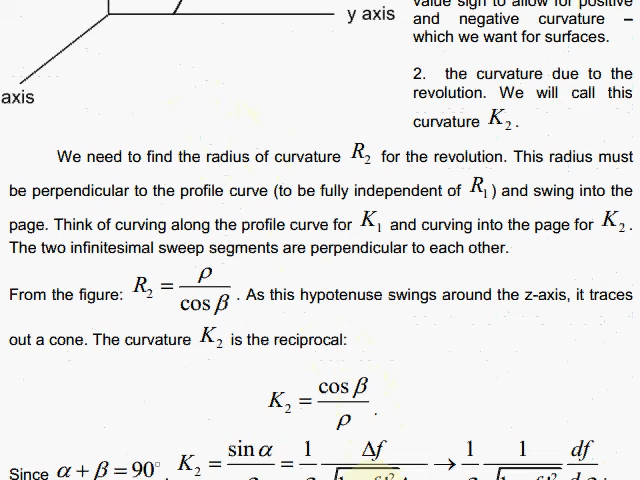 value sign to allow for positive
y axis
and negative curvature –
which we want for surfaces.
2. the curvature due to the
axis
revolution. We will call this
curvature K₂.
We need to find the radius of curvature R₂ for the revolution. This radius must
be perpendicular to the profile curve (to be fully independent of R₁) and swing into the
page. Think of curving along the profile curve for K₁ and curving into the page for K₂.
The two infinitesimal sweep segments are perpendicular to each other.
From the figure: R₂ = ρ / cos β . As this hypotenuse swings around the z-axis, it traces
out a cone. The curvature K₂ is the reciprocal:
K₂ = cos β / ρ .
Since α + β = 90° K₂ = sin α = 1 Δf → 1 1 df